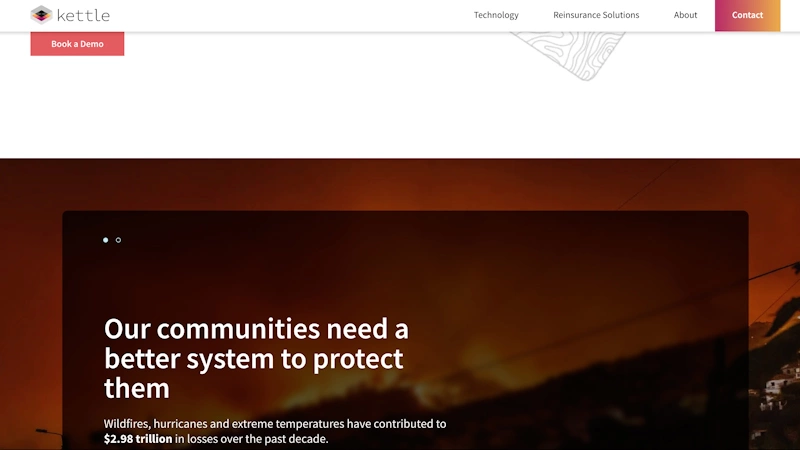 kettle
Technology
Reinsurance Solutions
About
Contact
Book a Demo
Our communities need a
better system to protect
them
Wildfires, hurricanes and extreme temperatures have contributed to
$2.98 trillion in losses over the past decade.